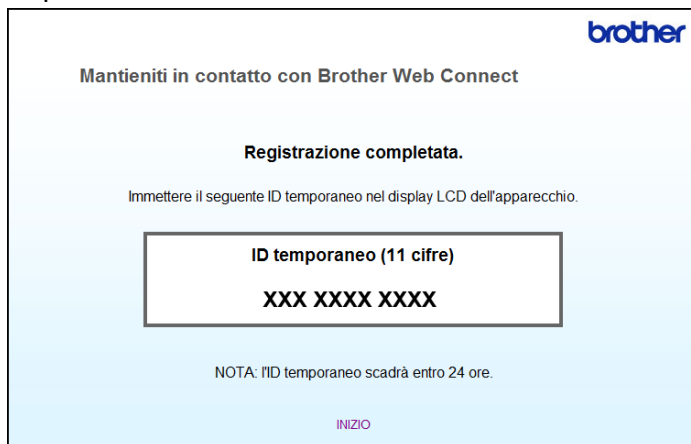 brother
Mantieniti in contatto con Brother Web Connect
Registrazione completata.
Immettere il seguente ID temporaneo nel display LCD dell'apparecchio.
ID temporaneo (11 cifre)
XXX XXXX XXXX
NOTA: l'ID temporaneo scadrà entro 24 ore.
INIZIO